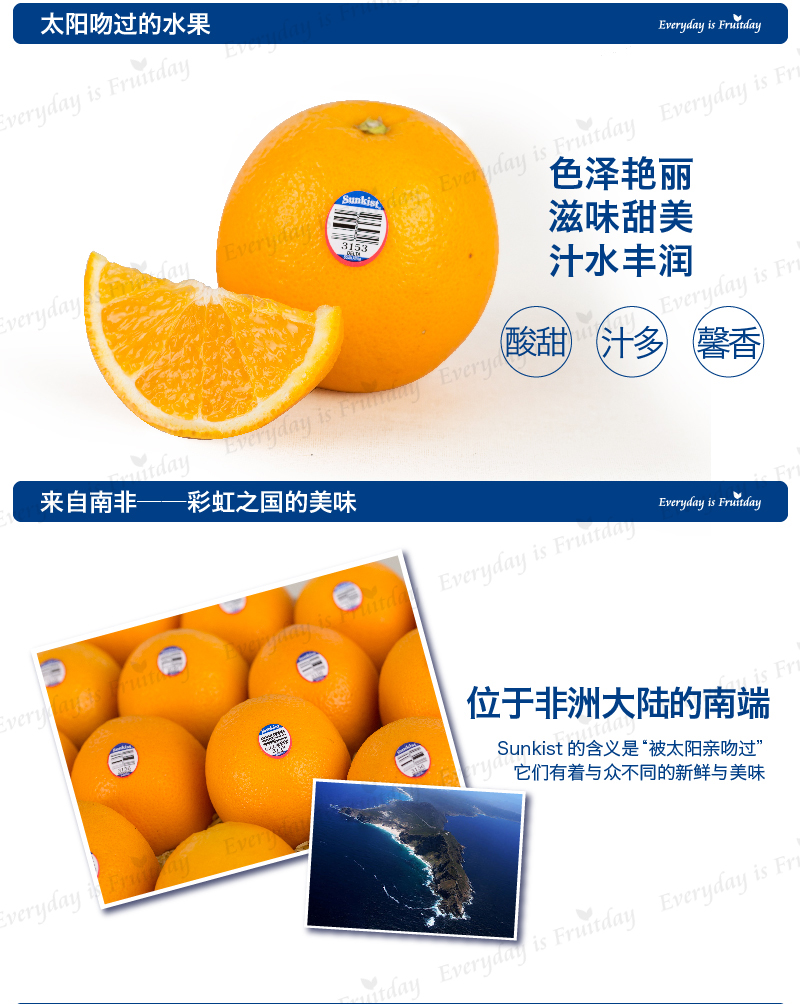 太阳吻过的水果
Everyday is Fruitday
Sunkist
3153
DELTA
色泽艳丽
滋味甜美
汁水丰润
酸甜
汁多
馨香
来自南非——彩虹之国的美味
Everyday is Fruitday
位于非洲大陆的南端
Sunkist 的含义是“被太阳亲吻过”
它们有着与众不同的新鲜与美味